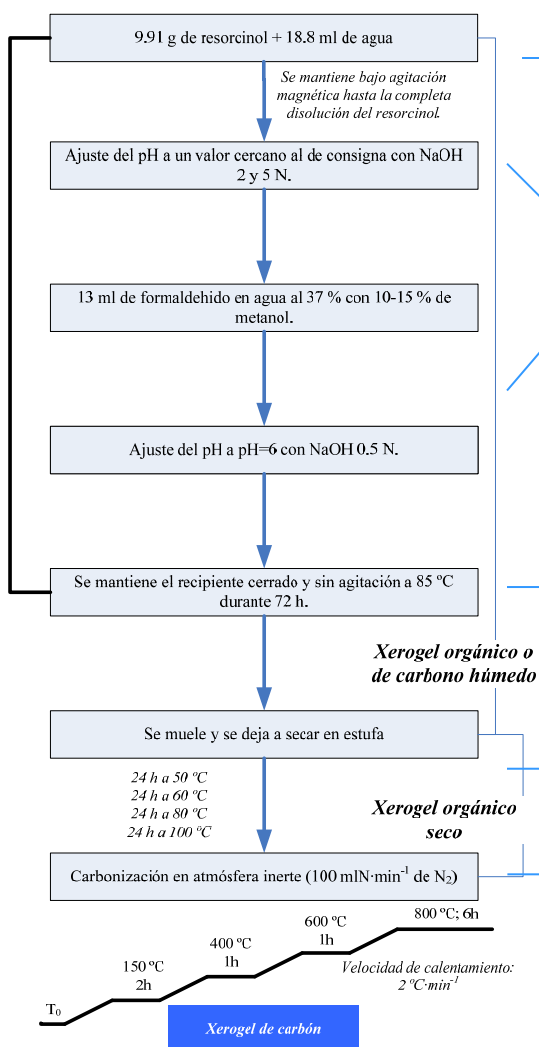 9.91 g de resorcinol + 18.8 ml de agua
Se mantiene bajo agitación
magnética hasta la completa
disolución del resorcinol.
Ajuste del pH a un valor cercano al de consigna con NaOH
2 y 5 N.
13 ml de formaldehido en agua al 37 % con 10-15 % de
metanol.
Ajuste del pH a pH=6 con NaOH 0.5 N.
Se mantiene el recipiente cerrado y sin agitación a 85 ºC
durante 72 h.
Xerogel orgánico o
de carbono húmedo
Se muele y se deja a secar en estufa
24 h a 50 ºC
24 h a 60 ºC
24 h a 80 ºC
24 h a 100 ºC
Xerogel orgánico
seco
Carbonización en atmósfera inerte (100 mlN·min⁻¹ de N₂)
T₀
150 ºC
2h
400 ºC
1h
600 ºC
1h
800 ºC; 6h
Velocidad de calentamiento:
2 ºC·min⁻¹
Xerogel de carbón